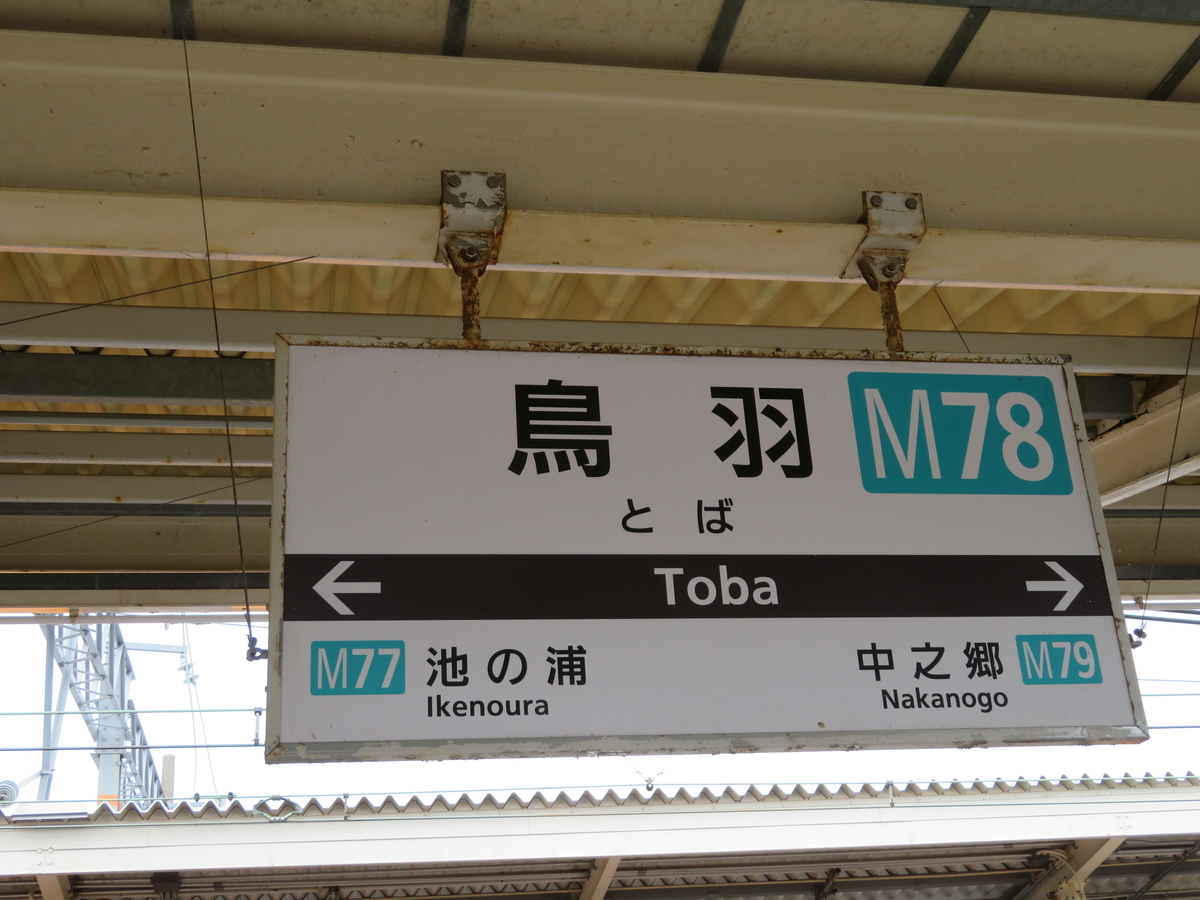 鳥羽 M78
とば
← Toba →
M77 池の浦 中之郷 M79
Ikenoura Nakanogo